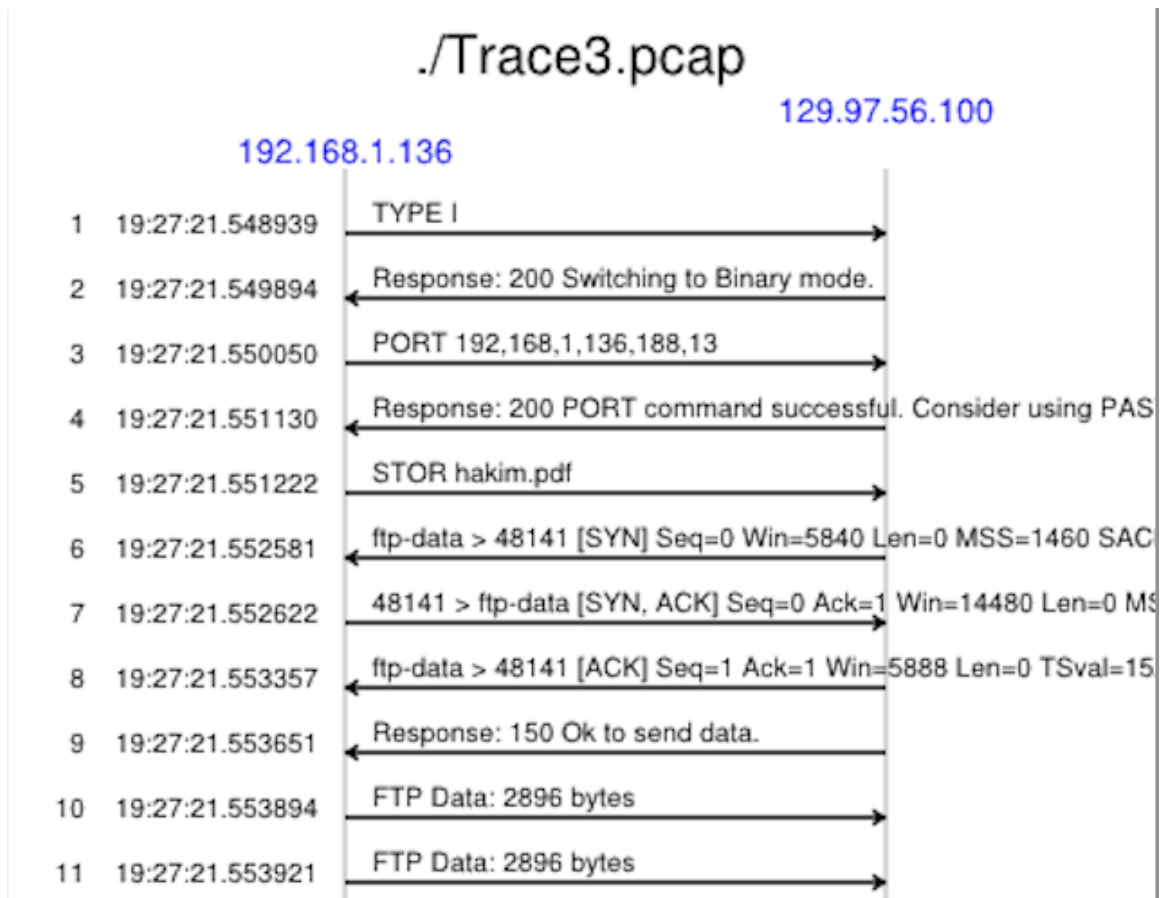 ./Trace3.pcap
129.97.56.100
192.168.1.136
1 19:27:21.548939 TYPE I
2 19:27:21.549894 Response: 200 Switching to Binary mode.
3 19:27:21.550050 PORT 192,168,1,136,188,13
4 19:27:21.551130 Response: 200 PORT command successful. Consider using PAS
5 19:27:21.551222 STOR hakim.pdf
6 19:27:21.552581 ftp-data > 48141 [SYN] Seq=0 Win=5840 Len=0 MSS=1460 SAC
7 19:27:21.552622 48141 > ftp-data [SYN, ACK] Seq=0 Ack=1 Win=14480 Len=0 MS
8 19:27:21.553357 ftp-data > 48141 [ACK] Seq=1 Ack=1 Win=5888 Len=0 TSval=15
9 19:27:21.553651 Response: 150 Ok to send data.
10 19:27:21.553894 FTP Data: 2896 bytes
11 19:27:21.553921 FTP Data: 2896 bytes